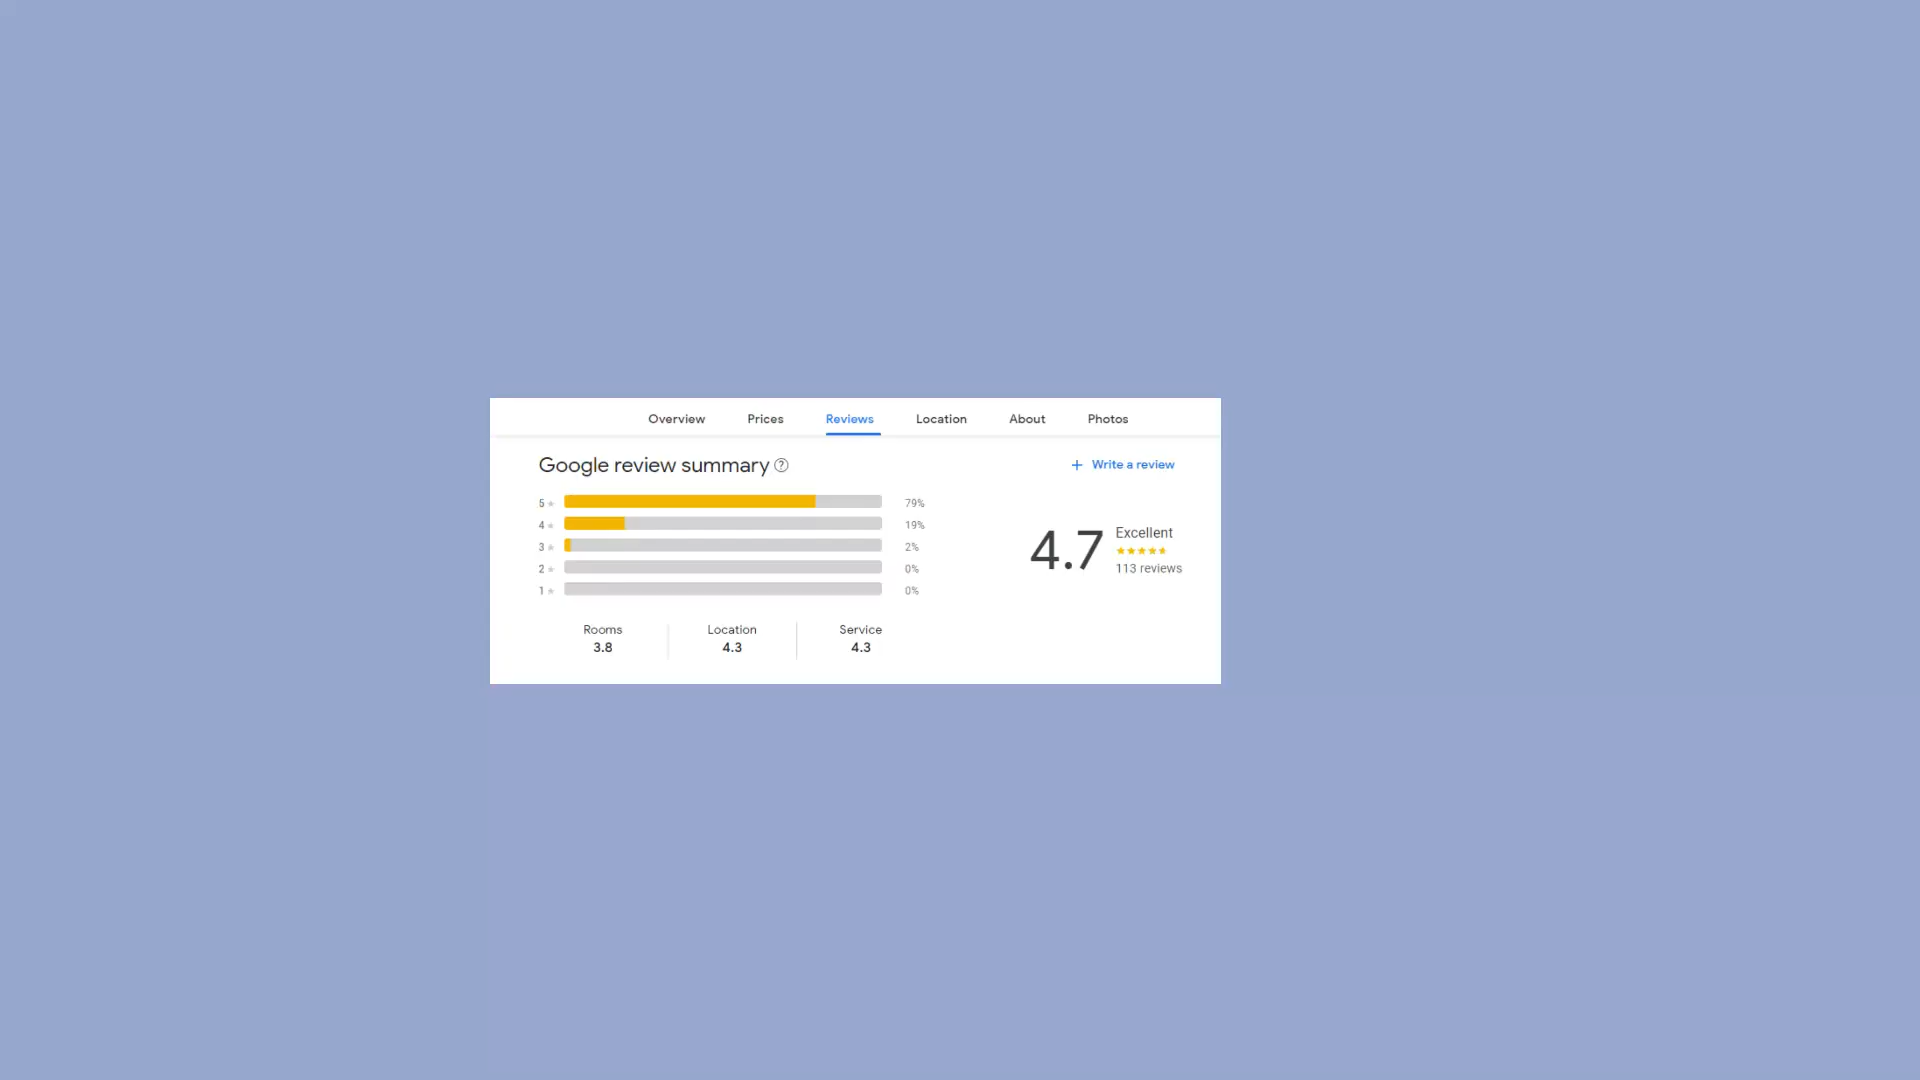 Overview Prices Reviews Location About Photos
Google review summary ?
+ Write a review
5 79%
4 19%
3 2%
2 0%
1 0%
4.7
Excellent
113 reviews
Rooms Location Service
3.8 4.3 4.3